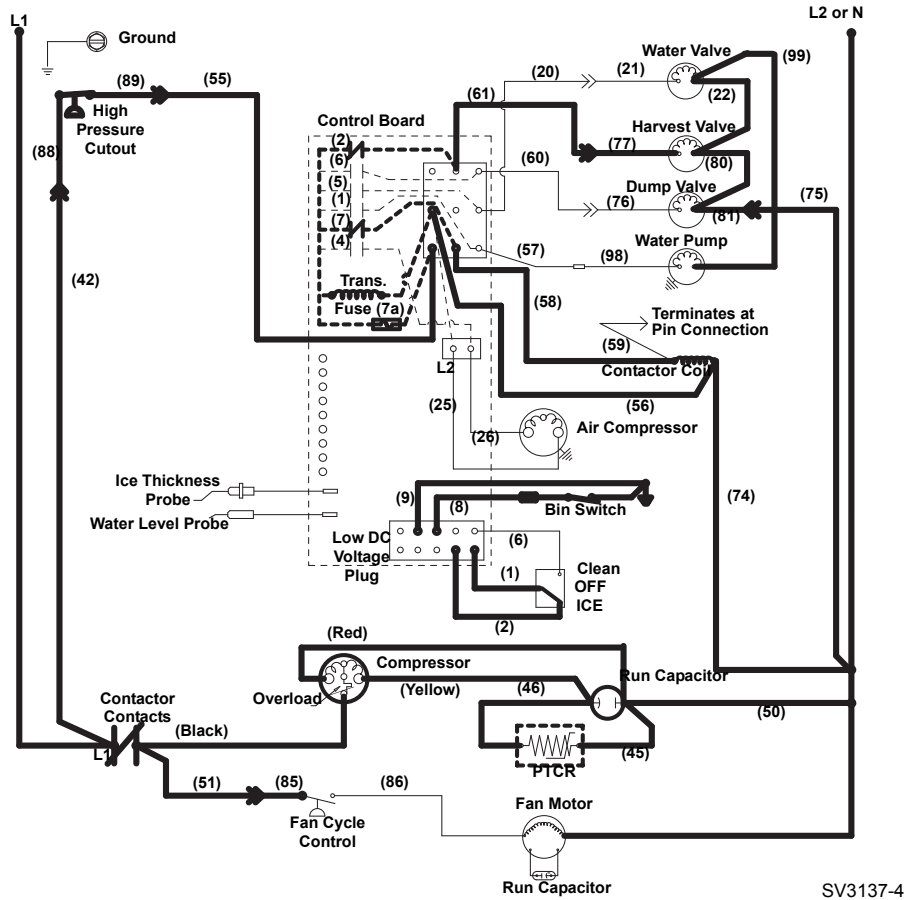 L1
L2 or N
Ground
(89)
(55)
High
Pressure
Cutout
(88)
(42)
Control Board
(2)
(6)
(5)
(1)
(7)
(4)
Trans.
Fuse (7a)
(61)
(20)
(21)
Water Valve
(99)
(22)
Harvest Valve
(77)
(80)
(60)
Dump Valve
(76)
(81)
(75)
Water Pump
(57)
(98)
(58)
Terminates at
Pin Connection
(59)
Contactor Coil
(56)
L2
(25)
(26)
Air Compressor
(74)
Ice Thickness
Probe
Water Level Probe
(9)
(8)
Bin Switch
Low DC
Voltage
Plug
(6)
(1)
(2)
Clean
OFF
ICE
(Red)
Compressor
Overload
(Yellow)
(46)
Run Capacitor
(50)
(45)
PTCR
Contactor
Contacts
L1
(Black)
(51)
(85)
(86)
Fan Cycle
Control
Fan Motor
Run Capacitor
SV3137-4